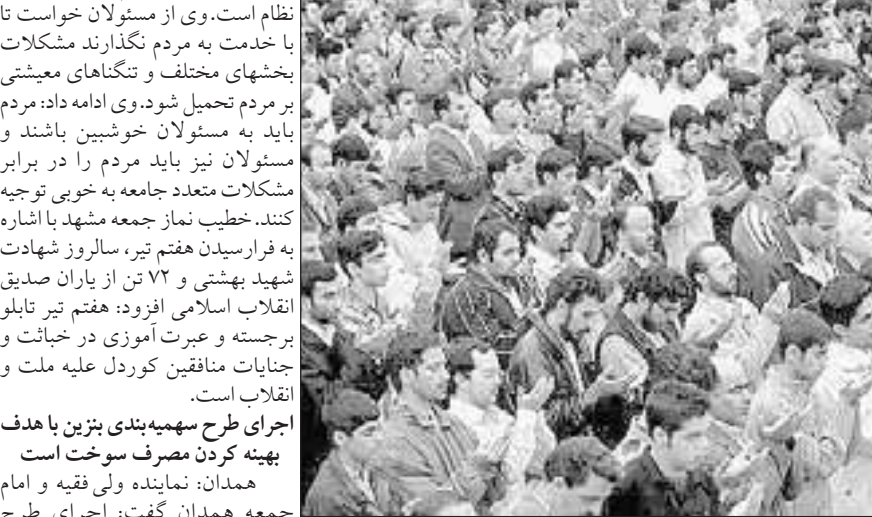 نظام است. وی از مسئولان خواست تا
با خدمت به مردم نگذارند مشکلات
بخشهای مختلف و تنگناهای معیشتی
بر مردم تحمیل شود. وی ادامه داد: مردم
باید به مسئولان خوشبین باشند و
مسئولان نیز باید مردم را در برابر
مشکلات متعدد جامعه به خوبی توجیه
کنند. خطیب نماز جمعه مشهد با اشاره
به فرارسیدن هفتم تیر، سالروز شهادت
شهید بهشتی و ۷۲ تن از یاران صدیق
انقلاب اسلامی افزود: هفتم تیر تابلو
برجسته و عبرت‌آموزی در خباثت و
جنایات منافقین کوردل علیه ملت و
انقلاب است.
اجرای طرح سهمیه‌بندی بنزین با هدف
بهینه کردن مصرف سوخت است
همدان: نماینده ولی‌فقیه و امام
جمعه همدان گفت: اجرای طرح